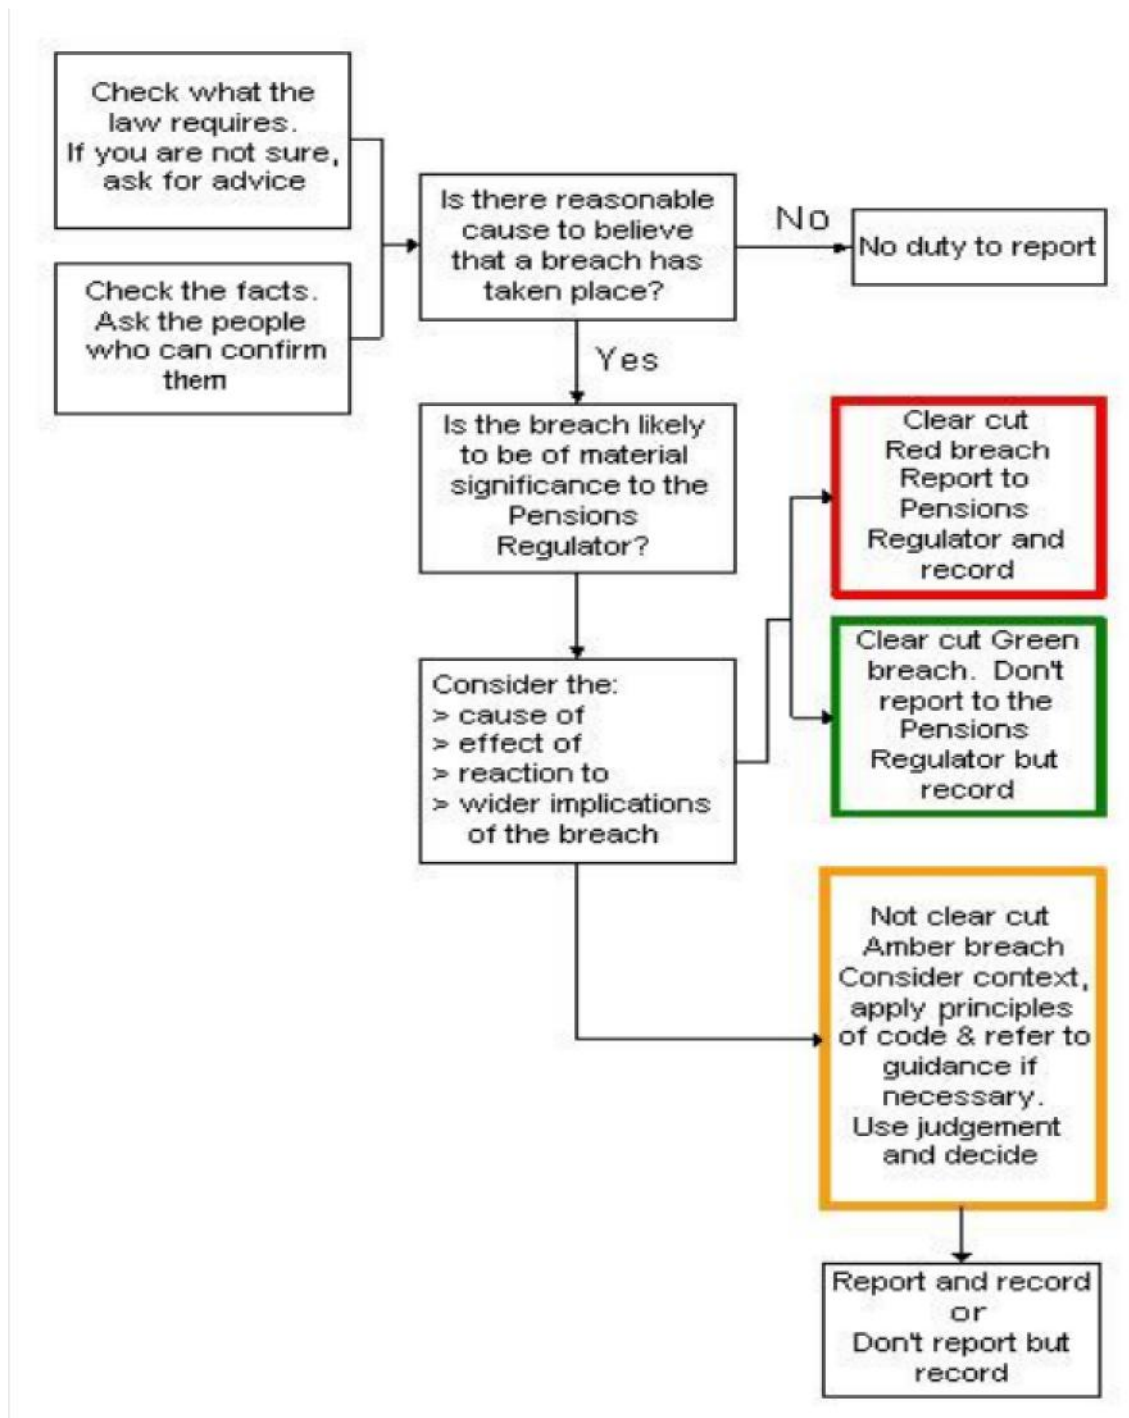 Check what the
law requires.
If you are not sure,
ask for advice
Check the facts.
Ask the people
who can confirm
them
Is there reasonable
cause to believe
that a breach has
taken place?
No
No duty to report
Yes
Is the breach likely
to be of material
significance to the
Pensions
Regulator?
Consider the:
> cause of
> effect of
> reaction to
> wider implications
of the breach
Clear cut
Red breach
Report to
Pensions
Regulator and
record
Clear cut Green
breach. Don't
report to the
Pensions
Regulator but
record
Not clear cut
Amber breach
Consider context,
apply principles
of code & refer to
guidance if
necessary.
Use judgement
and decide
Report and record
or
Don't report but
record